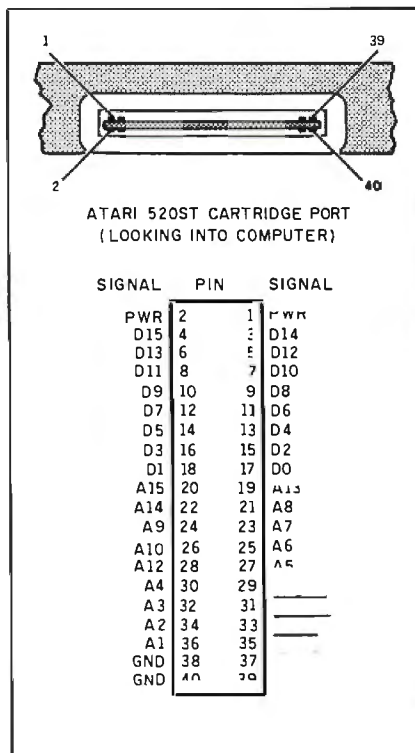 1 39
2 40
ATARI 520ST CARTRIDGE PORT
(LOOKING INTO COMPUTER)
SIGNAL PIN SIGNAL
PWR 2 1 PWR
D15 4 3 D14
D13 6 5 D12
D11 8 7 D10
D9 10 9 D8
D7 12 11 D6
D5 14 13 D4
D3 16 15 D2
D1 18 17 D0
A15 20 19 A13
A14 22 21 A8
A9 24 23 A7
A10 26 25 A6
A12 28 27 A5
A4 30 29
A3 32 31
A2 34 33
A1 36 35
GND 38 37
GND 40 39